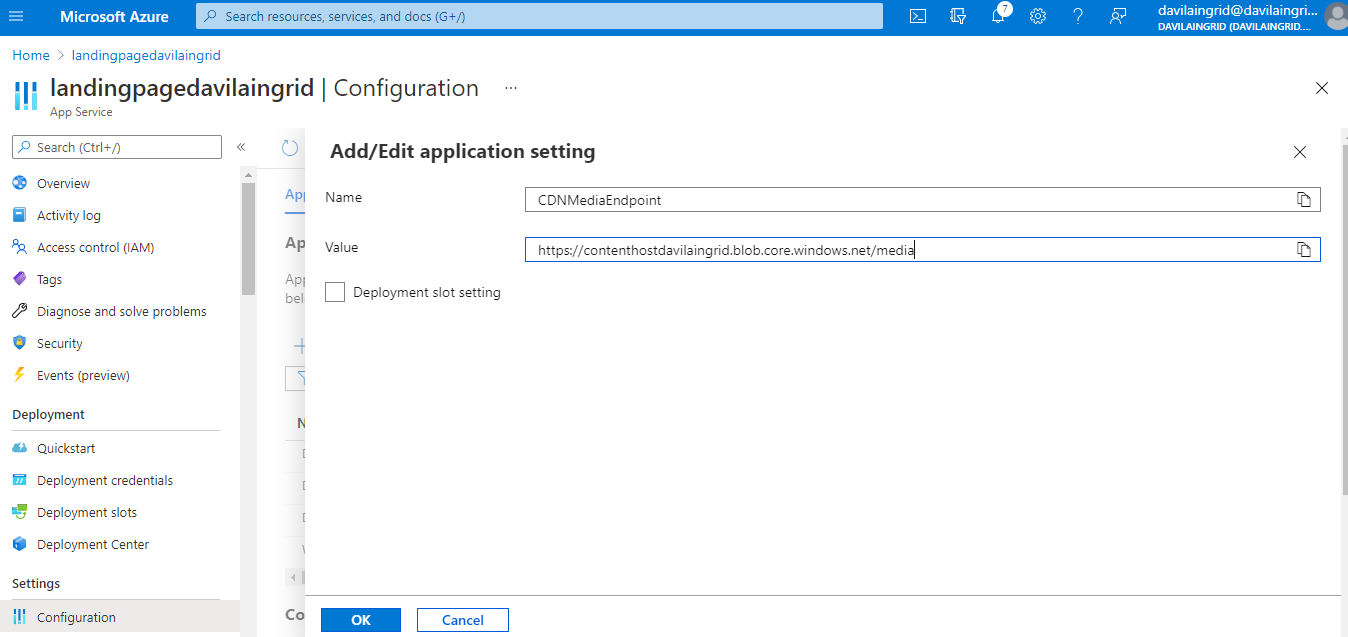 Microsoft Azure
Search resources, services, and docs (G+/)
7
davilaingrid@davilaingri...
DAVILAINGRID (DAVILAINGRID....
Home > landingpagedavilaingrid
landingpagedavilaingrid | Configuration ...
App Service
Search (Ctrl+/)
«
Overview
Activity log
Access control (IAM)
Tags
Diagnose and solve problems
Security
Events (preview)
Deployment
Quickstart
Deployment credentials
Deployment slots
Deployment Center
Settings
Configuration
App
Ap
App
bel
Co
Add/Edit application setting
Name
CDNMediaEndpoint
Value
https://contenthostdavilaingrid.blob.core.windows.net/media
Deployment slot setting
OK
Cancel